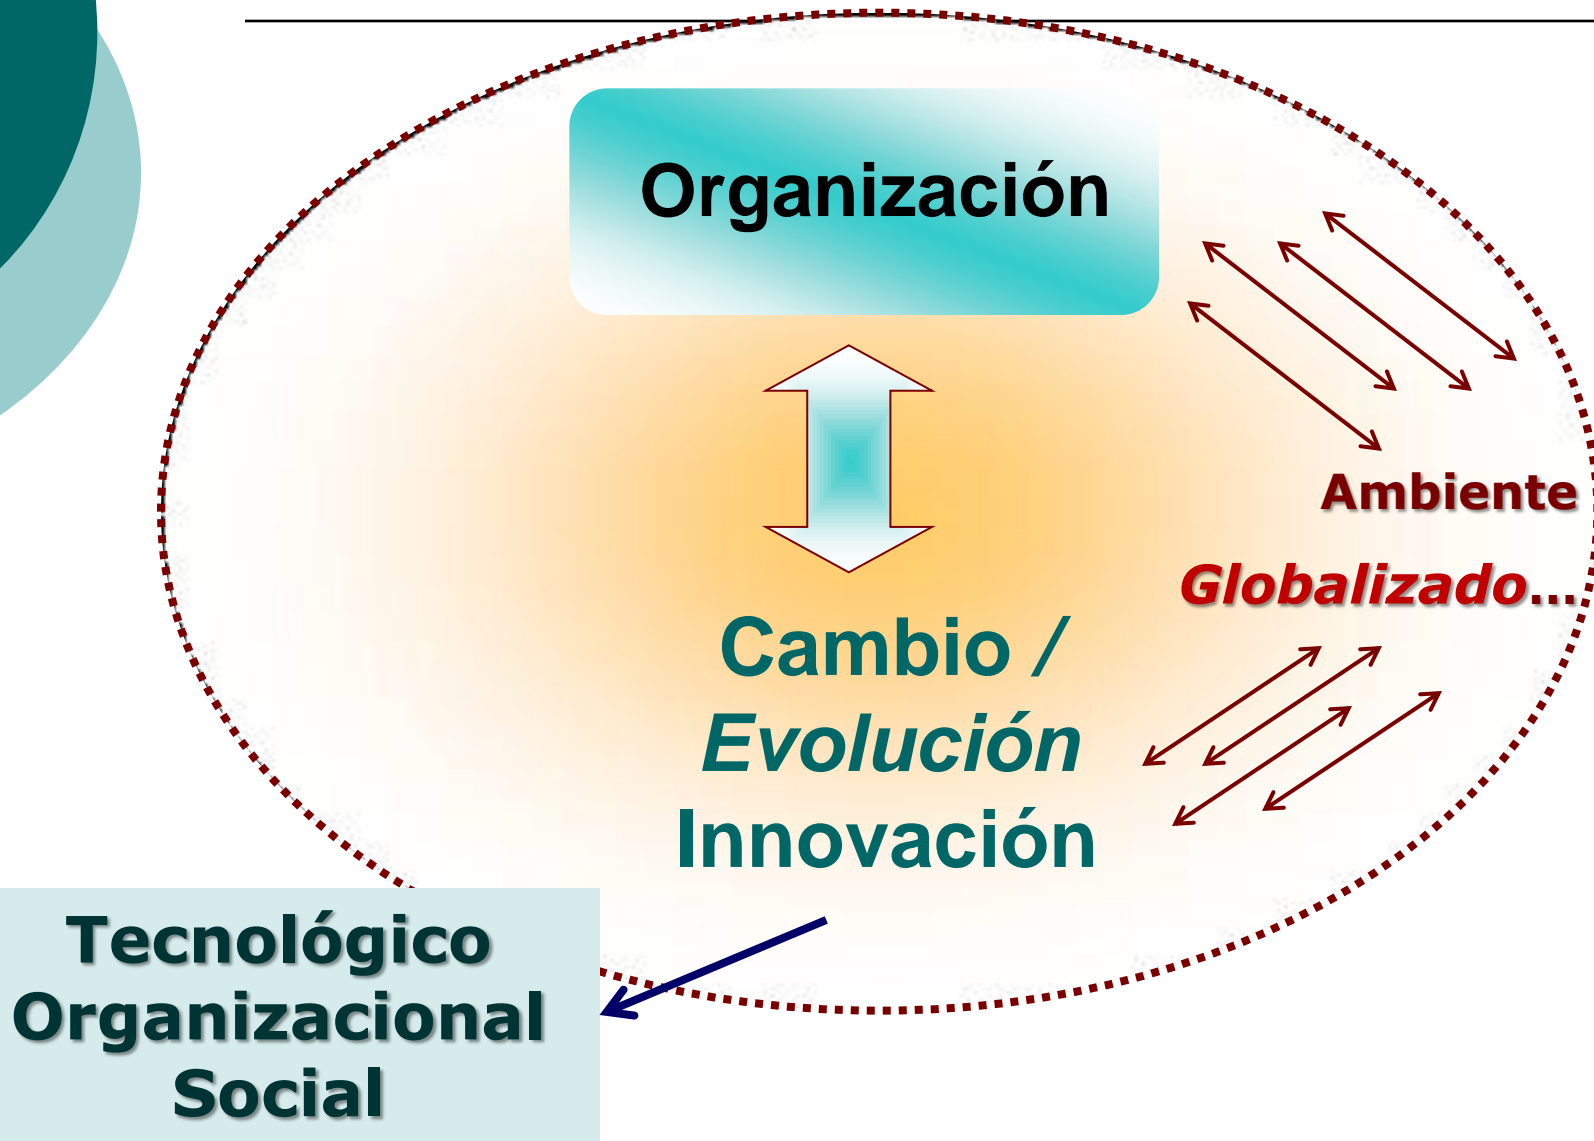 Organización
Ambiente
Globalizado...
Cambio /
Evolución
Innovación
Tecnológico
Organizacional
Social